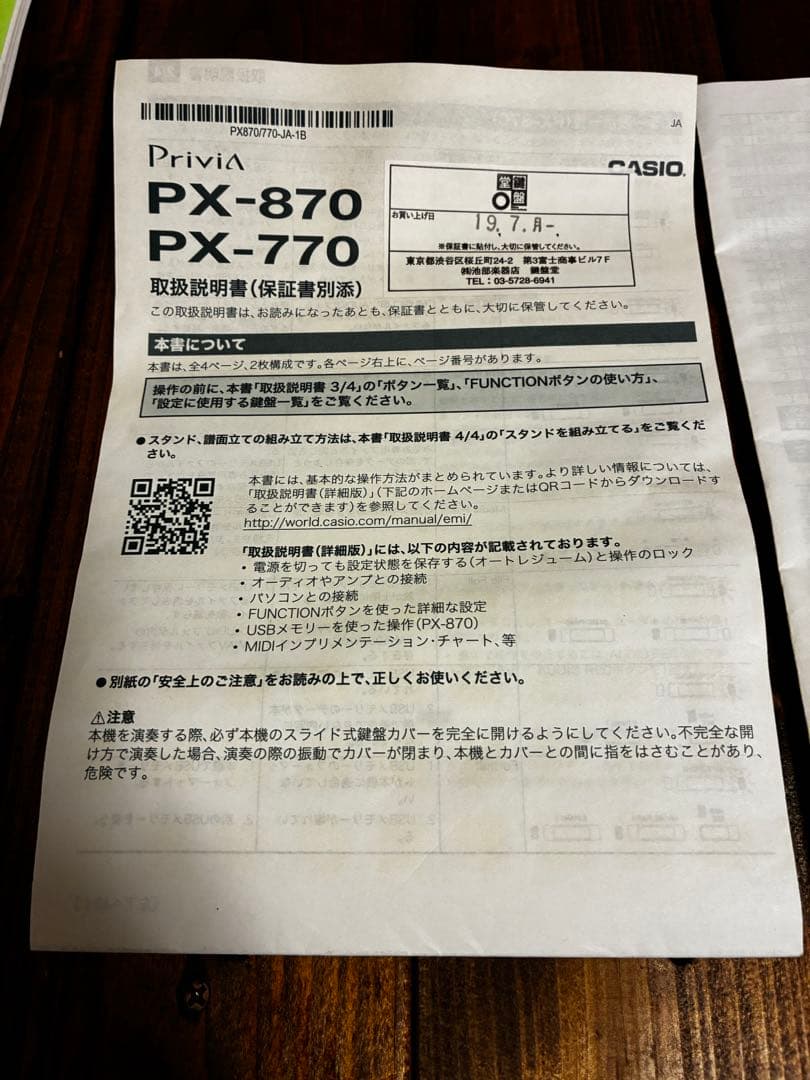 PX870/770-JA-1B
JA
Privia
CASIO.
PX-870
PX-770
取扱説明書(保証書別添)
鍵盤堂
お買い上げ日
19.7.月-.
※保証書に貼付し、大切に保管してください。
東京都渋谷区桜丘町24-2 第3富士商事ビル7F
㈱池部楽器店 鍵盤堂
TEL:03-5728-6941
この取扱説明書は、お読みになったあとも、保証書とともに、大切に保管してください。
本書について
本書は、全4ページ、2枚構成です。各ページ右上に、ページ番号があります。
操作の前に、本書「取扱説明書 3/4」の「ボタン一覧」、「FUNCTIONボタンの使い方」、
「設定に使用する鍵盤一覧」をご覧ください。
●スタンド、譜面立ての組み立て方法は、本書「取扱説明書 4/4」の「スタンドを組み立てる」をご覧くだ
さい。
本書には、基本的な操作方法がまとめられています。より詳しい情報については、
「取扱説明書(詳細版)」(下記のホームページまたはQRコードからダウンロードす
ることができます)を参照してください。
http://world.casio.com/manual/emi/
「取扱説明書(詳細版)」には、以下の内容が記載されております。
・電源を切っても設定状態を保存する(オートレジューム)と操作のロック
・オーディオやアンプとの接続
・パソコンとの接続
・FUNCTIONボタンを使った詳細な設定
・USBメモリーを使った操作(PX-870)
・MIDIインプリメンテーション・チャート、等
●別紙の「安全上のご注意」をお読みの上で、正しくお使いください。
⚠注意
本機を演奏する際、必ず本機のスライド式鍵盤カバーを完全に開けるようにしてください。不完全な開
け方で演奏した場合、演奏の際の振動でカバーが閉まり、本機とカバーとの間に指をはさむことがあり、
危険です。